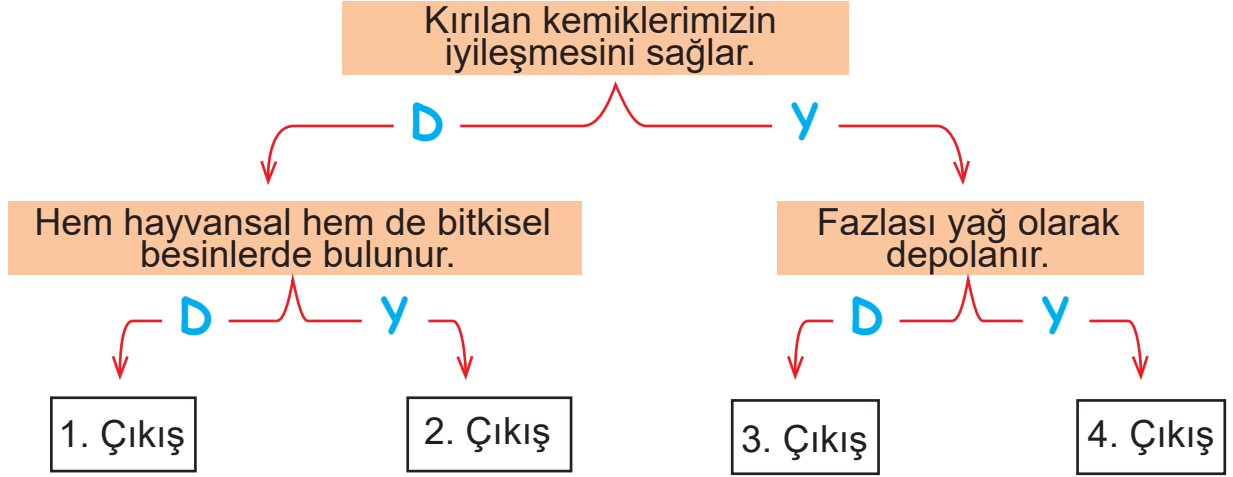 Kırılan kemiklerimizin
iyileşmesini sağlar.
D
Y
Hem hayvansal hem de bitkisel
besinlerde bulunur.
Fazlası yağ olarak
depolanır.
D
Y
D
Y
1. Çıkış
2. Çıkış
3. Çıkış
4. Çıkış